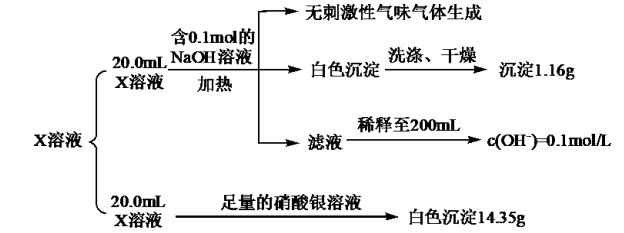 无刺激性气味气体生成
含0.1mol的
NaOH溶液
加热
20.0mL
X溶液
白色沉淀
洗涤、干燥
沉淀1.16g
X溶液
滤液
稀释至200mL
c(OH⁻)=0.1mol/L
20.0mL
X溶液
足量的硝酸银溶液
白色沉淀14.35g